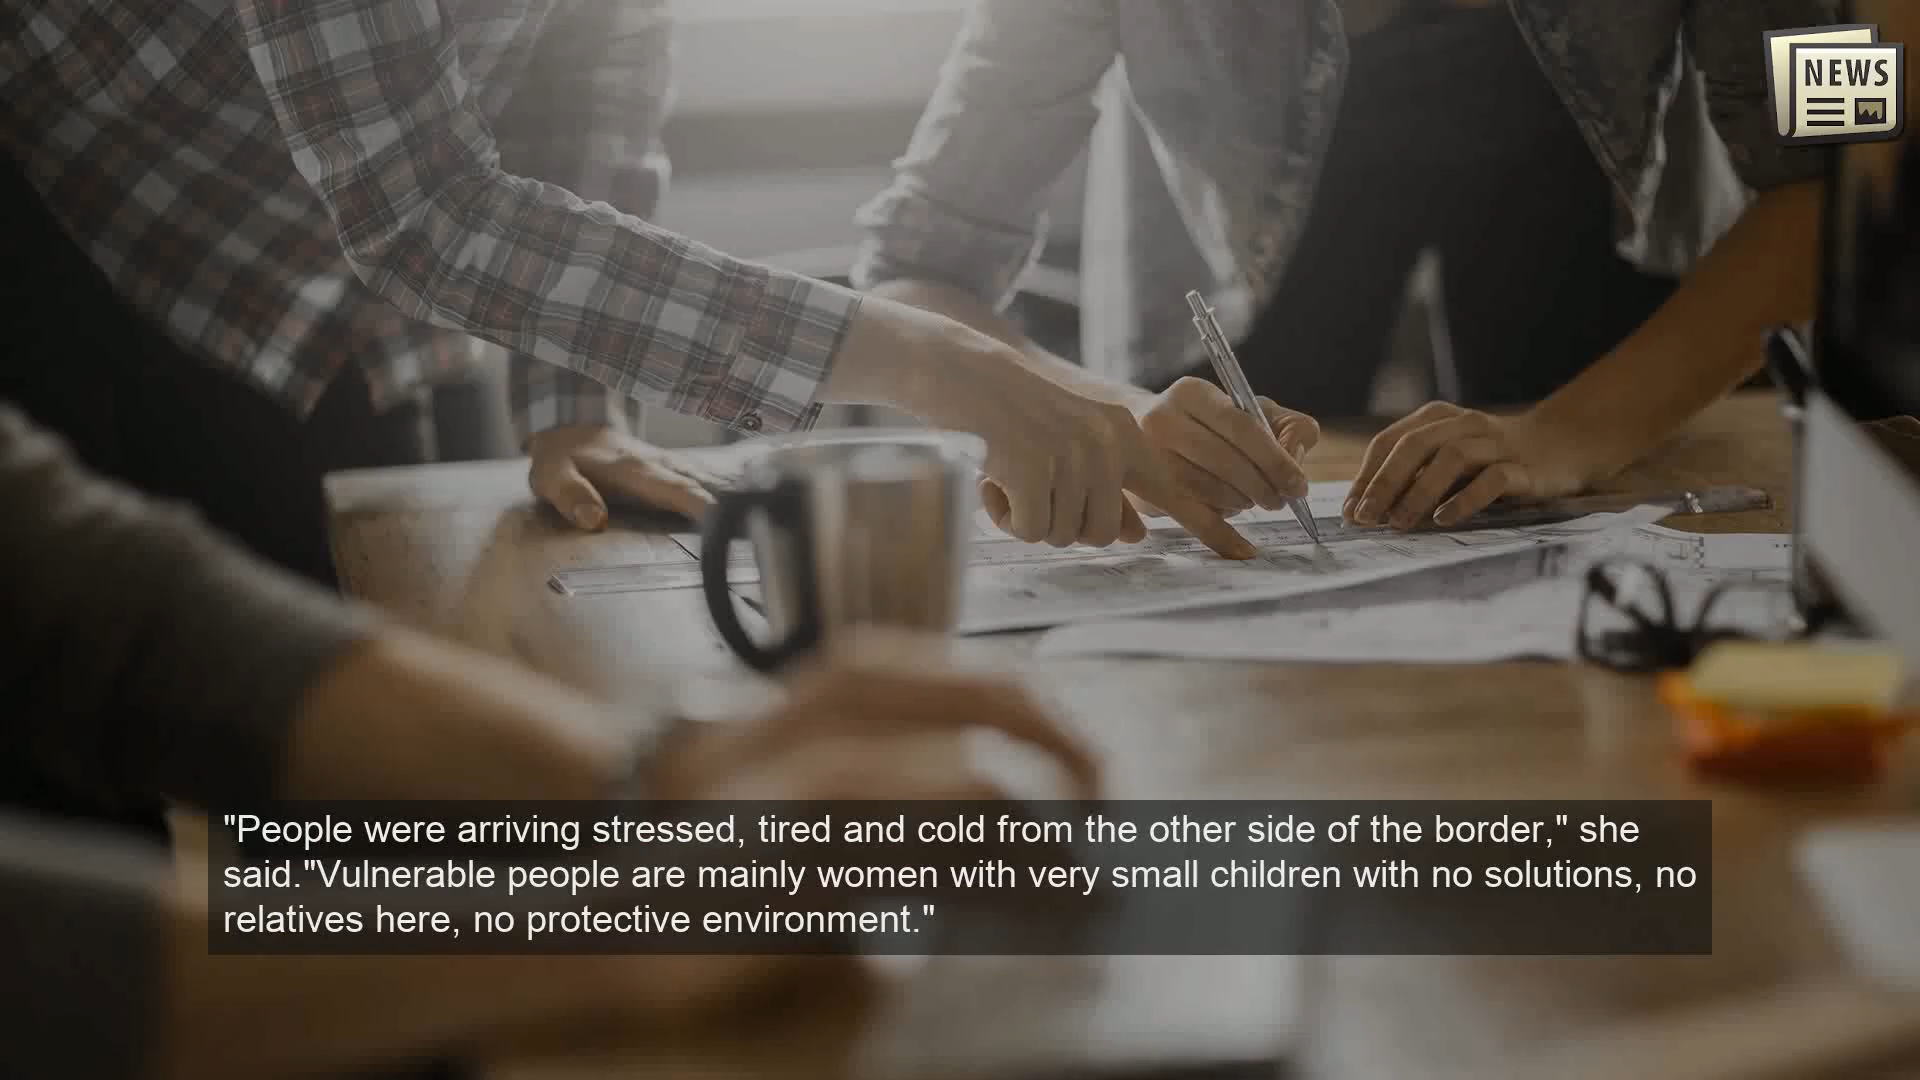 NEWS
"People were arriving stressed, tired and cold from the other side of the border," she
said."Vulnerable people are mainly women with very small children with no solutions, no
relatives here, no protective environment."